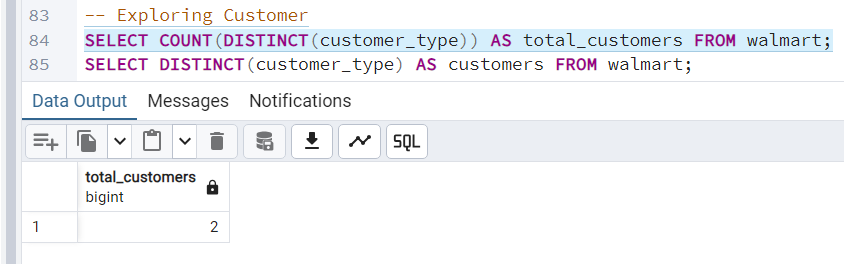 83 -- Exploring Customer
84 SELECT COUNT(DISTINCT(customer_type)) AS total_customers FROM walmart;
85 SELECT DISTINCT(customer_type) AS customers FROM walmart;
Data Output Messages Notifications
SQL
total_customers
bigint
1 2